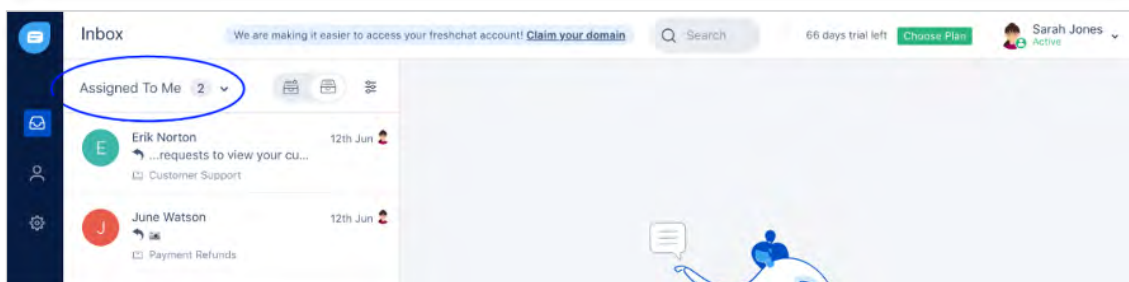 Inbox
We are making it easier to access your freshchat account! Claim your domain
Search
66 days trial left
Choose Plan
Sarah Jones
Active
Assigned To Me 2
E
Erik Norton
12th Jun
...requests to view your cu...
Customer Support
J
June Watson
12th Jun
Payment Refunds